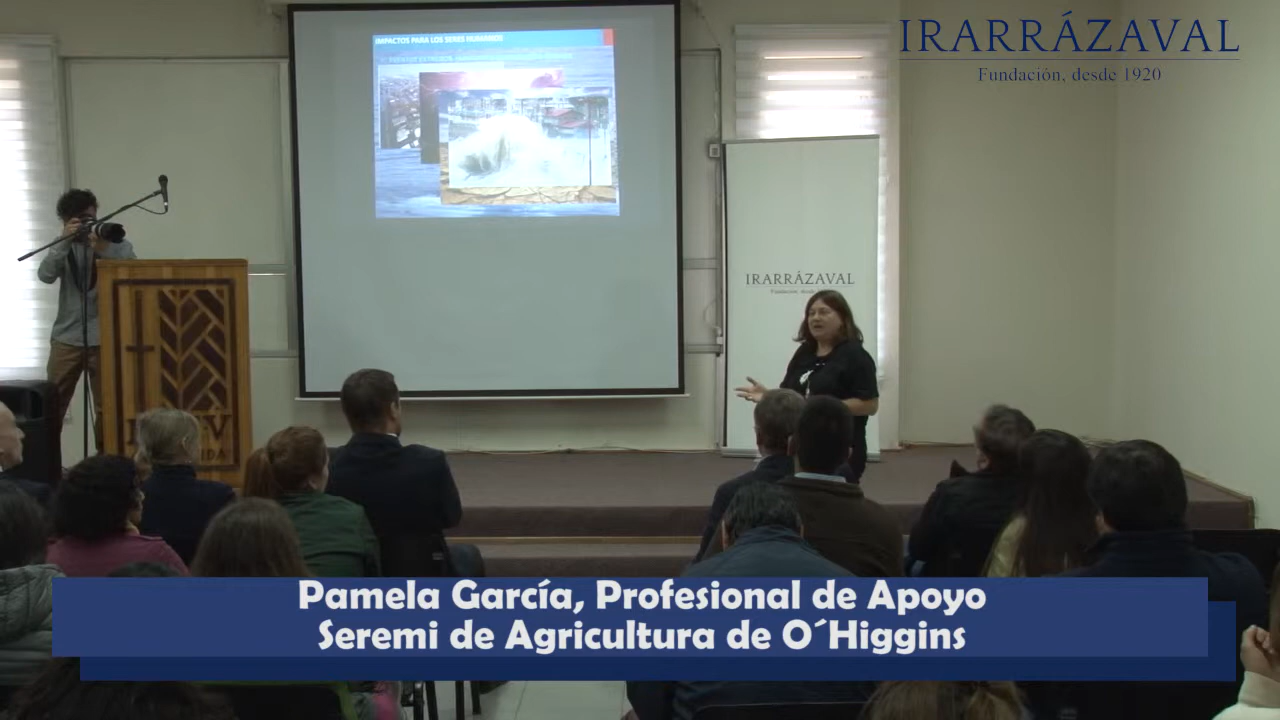 IRARRÁZAVAL
Fundación, desde 1920
IMPACTOS PARA LOS SERES HUMANOS
IRARRÁZAVAL
Pamela García, Profesional de Apoyo
Seremi de Agricultura de O´Higgins